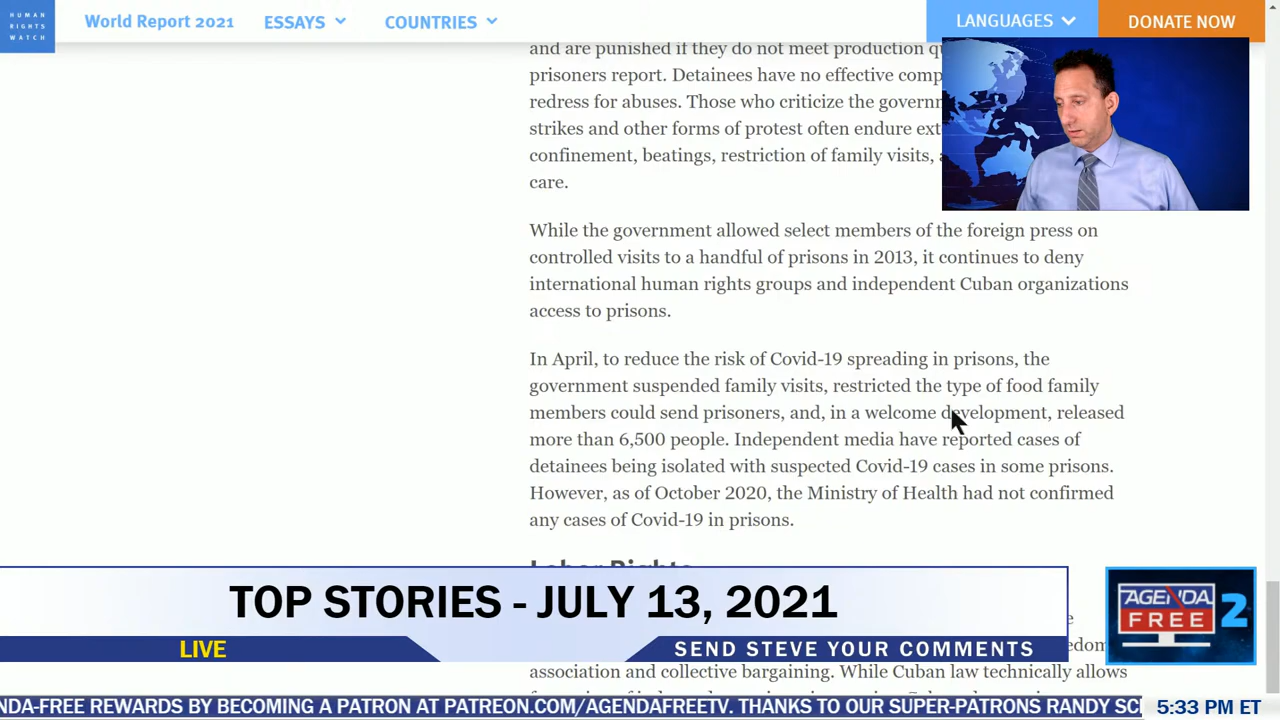 HUMAN
RIGHTS
WATCH
World Report 2021 ESSAYS COUNTRIES LANGUAGES DONATE NOW
and are punished if they do not meet production
prisoners report. Detainees have no effective
redress for abuses. Those who criticize the
strikes and other forms of protest often endure
confinement, beatings, restriction of family visits,
care.
While the government allowed select members of the foreign press on
controlled visits to a handful of prisons in 2013, it continues to deny
international human rights groups and independent Cuban organizations
access to prisons.
In April, to reduce the risk of Covid-19 spreading in prisons, the
government suspended family visits, restricted the type of food family
members could send prisoners, and, in a welcome development, released
more than 6,500 people. Independent media have reported cases of
detainees being isolated with suspected Covid-19 cases in some prisons.
However, as of October 2020, the Ministry of Health had not confirmed
any cases of Covid-19 in prisons.
Labor Rights
TOP STORIES - JULY 13, 2021
AGENDA
FREE 2
LIVE SEND STEVE YOUR COMMENTS
association and collective bargaining. While Cuban law technically allows
NDA-FREE REWARDS BY BECOMING A PATRON AT PATREON.COM/AGENDAFREETV. THANKS TO OUR SUPER-PATRONS RANDY 5:33 PM ET